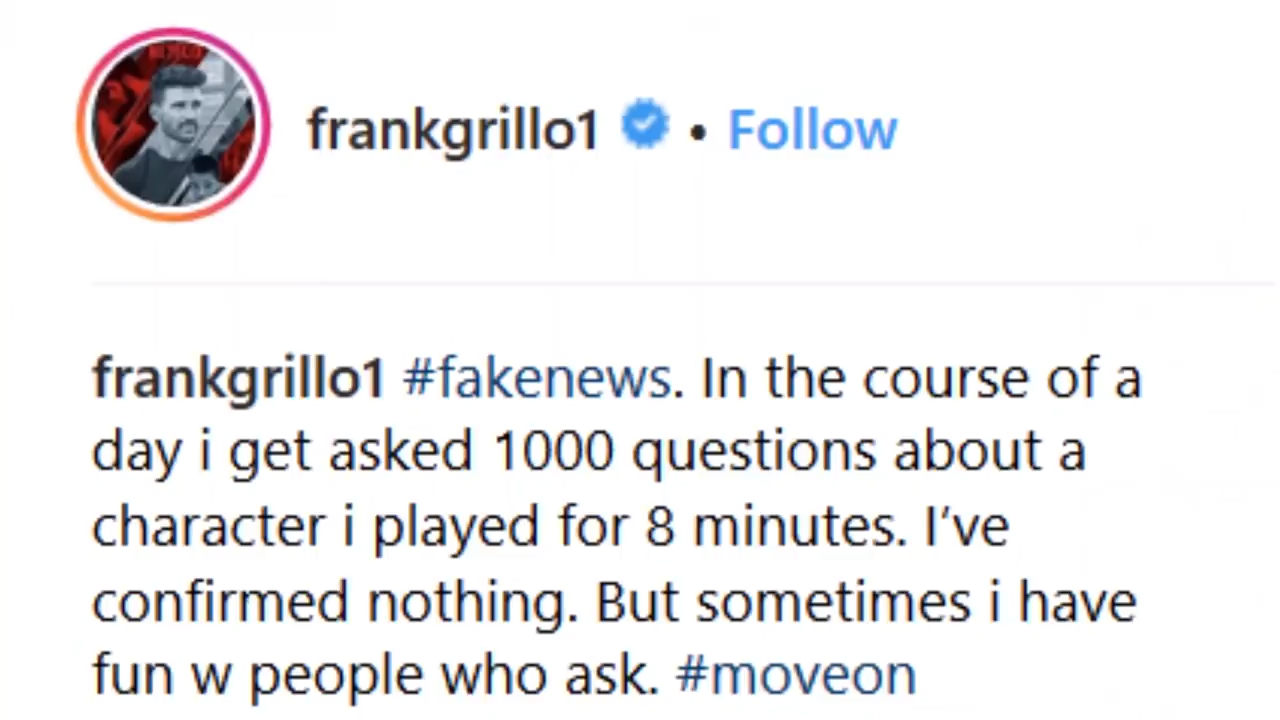 frankgrillo1 • Follow
frankgrillo1 #fakenews. In the course of a
day i get asked 1000 questions about a
character i played for 8 minutes. I’ve
confirmed nothing. But sometimes i have
fun w people who ask. #moveon